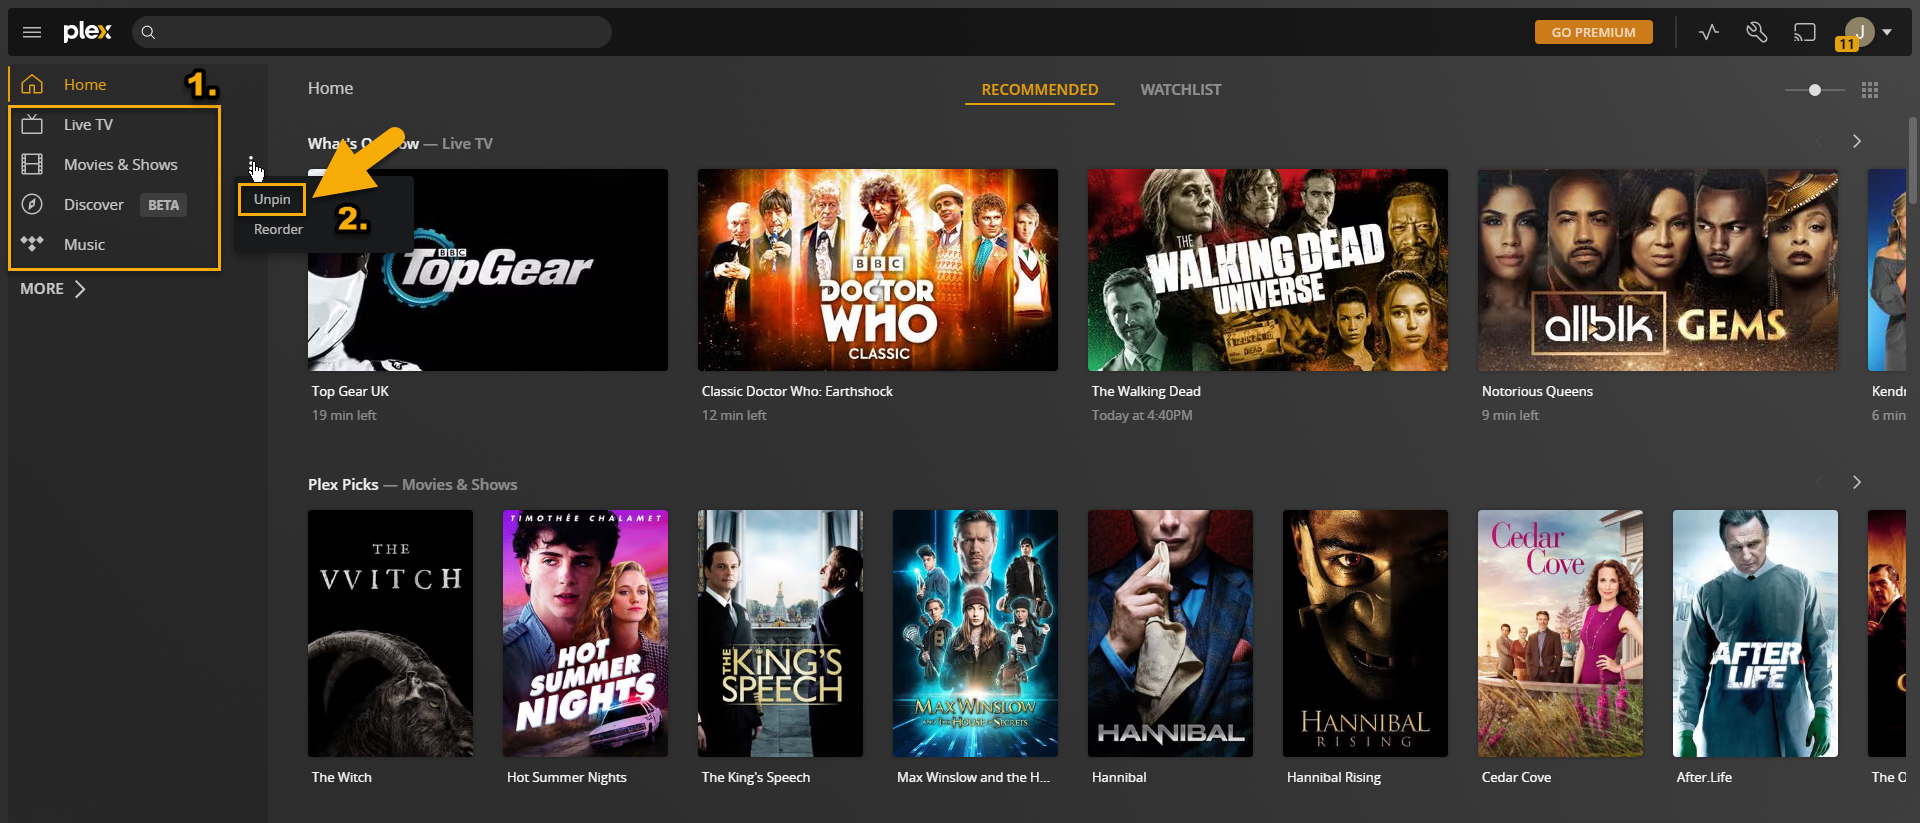 plex
GO PREMIUM
J
11
Home
1.
Live TV
Movies & Shows
Discover BETA
Music
MORE
Unpin
Reorder
2.
Home
RECOMMENDED
WATCHLIST
What's On Now — Live TV
BBC
TopGear
BBC
DOCTOR
WHO
CLASSIC
THE
WALKING DEAD
UNIVERSE
allblk GEMS
Top Gear UK
19 min left
Classic Doctor Who: Earthshock
12 min left
The Walking Dead
Today at 4:40PM
Notorious Queens
9 min left
Kendr
6 min
Plex Picks — Movies & Shows
THE
VVITCH
TIMOTHÉE CHALAMET
HOT
SUMMER
NIGHTS
THE
KING'S
SPEECH
MAX WINSLOW
AND THE HOUSE OF SECRETS
HANNIBAL
HANNIBAL
RISING
Cedar
Cove
AFTER.
LIFE
The Witch
Hot Summer Nights
The King's Speech
Max Winslow and the H...
Hannibal
Hannibal Rising
Cedar Cove
After.Life
The O